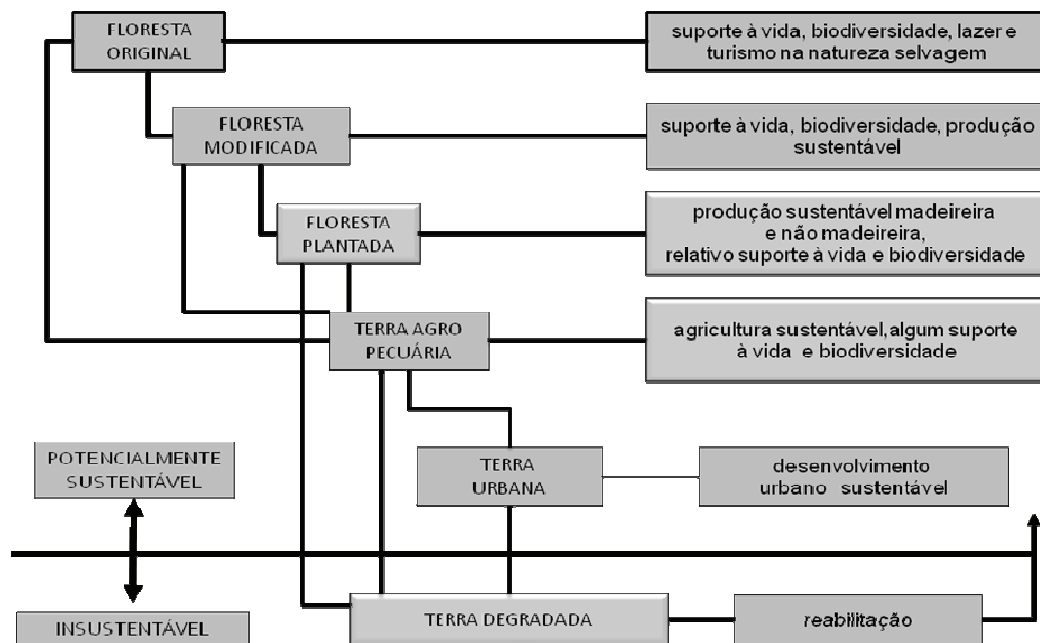 FLORESTA
ORIGINAL
suporte à vida, biodiversidade, lazer e
turismo na natureza selvagem
FLORESTA
MODIFICADA
suporte à vida, biodiversidade, produção
sustentável
FLORESTA
PLANTADA
produção sustentável madeireira
e não madeireira,
relativo suporte à vida e biodiversidade
TERRA AGRO
PECUÁRIA
agricultura sustentável, algum suporte
à vida e biodiversidade
POTENCIALMENTE
SUSTENTÁVEL
TERRA
URBANA
desenvolvimento
urbano sustentável
INSUSTENTÁVEL
TERRA DEGRADADA
reabilitação